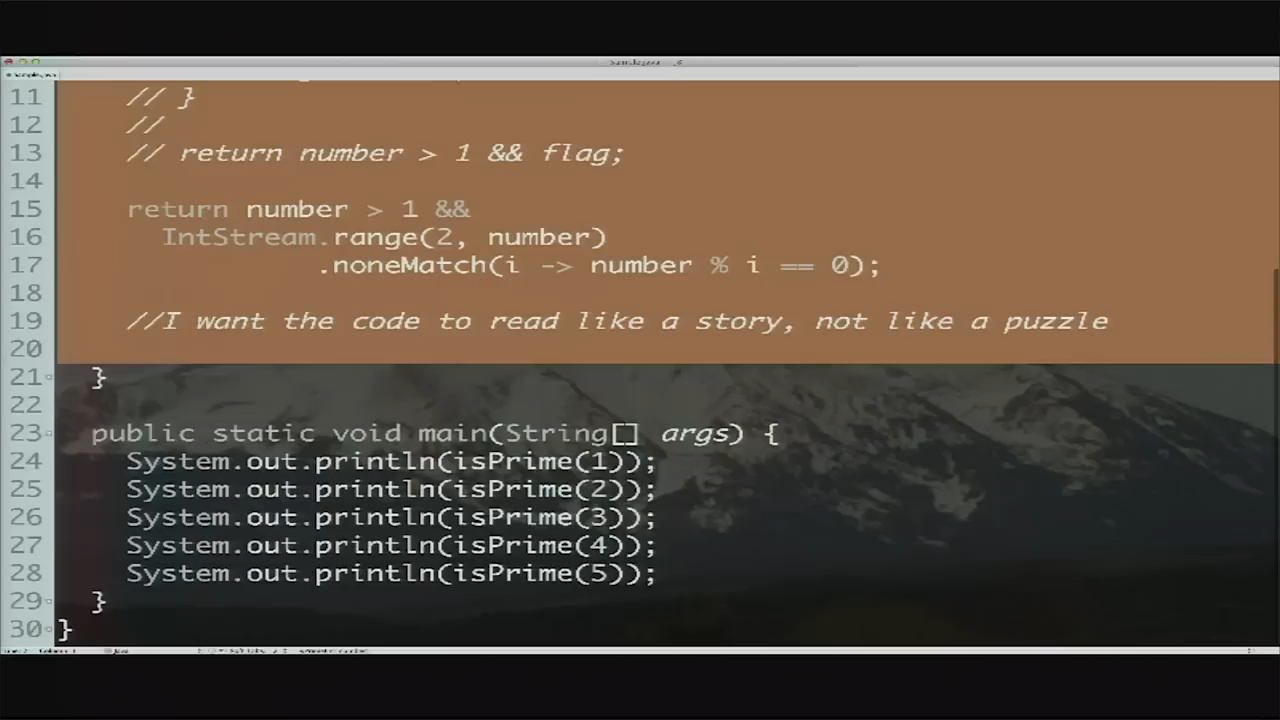 11 // }
12 //
13 // return number > 1 && flag;
14
15 return number > 1 &&
16 IntStream.range(2, number)
17 .noneMatch(i -> number % i == 0);
18
19 //I want the code to read like a story, not like a puzzle
20
21 }
22
23 public static void main(String[] args) {
24 System.out.println(isPrime(1));
25 System.out.println(isPrime(2));
26 System.out.println(isPrime(3));
27 System.out.println(isPrime(4));
28 System.out.println(isPrime(5));
29 }
30 }